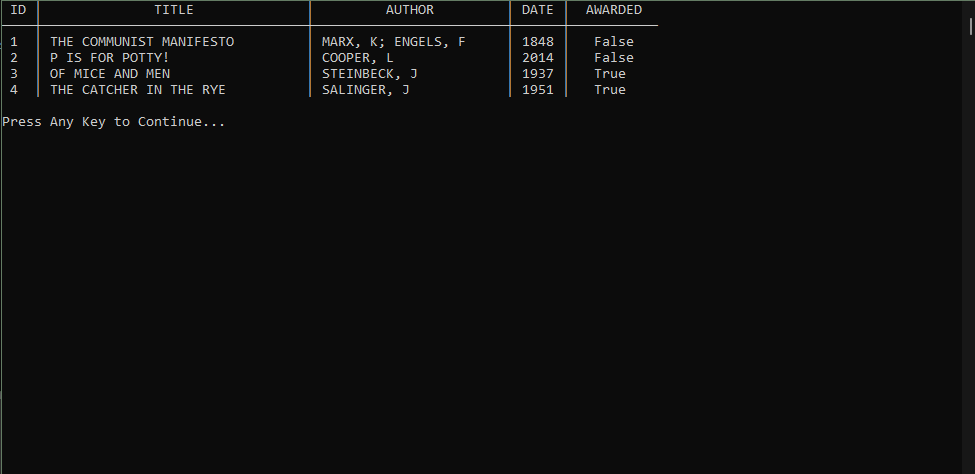 ID TITLE AUTHOR DATE AWARDED
1 THE COMMUNIST MANIFESTO MARX, K; ENGELS, F 1848 False
2 P IS FOR POTTY! COOPER, L 2014 False
3 OF MICE AND MEN STEINBECK, J 1937 True
4 THE CATCHER IN THE RYE SALINGER, J 1951 True
Press Any Key to Continue...